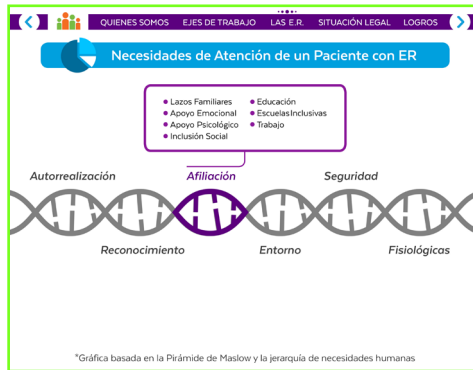 QUIENES SOMOS EJES DE TRABAJO LAS E.R. SITUACIÓN LEGAL LOGROS
Necesidades de Atención de un Paciente con ER
• Lazos Familiares
• Apoyo Emocional
• Apoyo Psicológico
• Inclusión Social
• Educación
• EscuelasInclusivas
• Trabajo
Autorrealización Afiliación Seguridad
Reconocimiento Entorno Fisiológicas
*Gráfica basada en la Pirámide de Maslow y la jerarquía de necesidades humanas